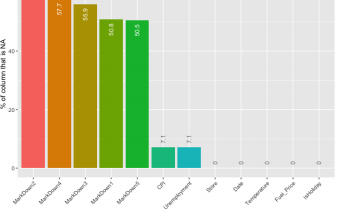 % of column that is NA
40
20
0
57.7
55.9
50.8
50.5
7.1
7.1
0
0
0
0
0
MarkDown2
MarkDown4
MarkDown3
MarkDown1
MarkDown5
CPI
Unemployment
Store
Date
Temperature
Fuel_Price
IsHoliday